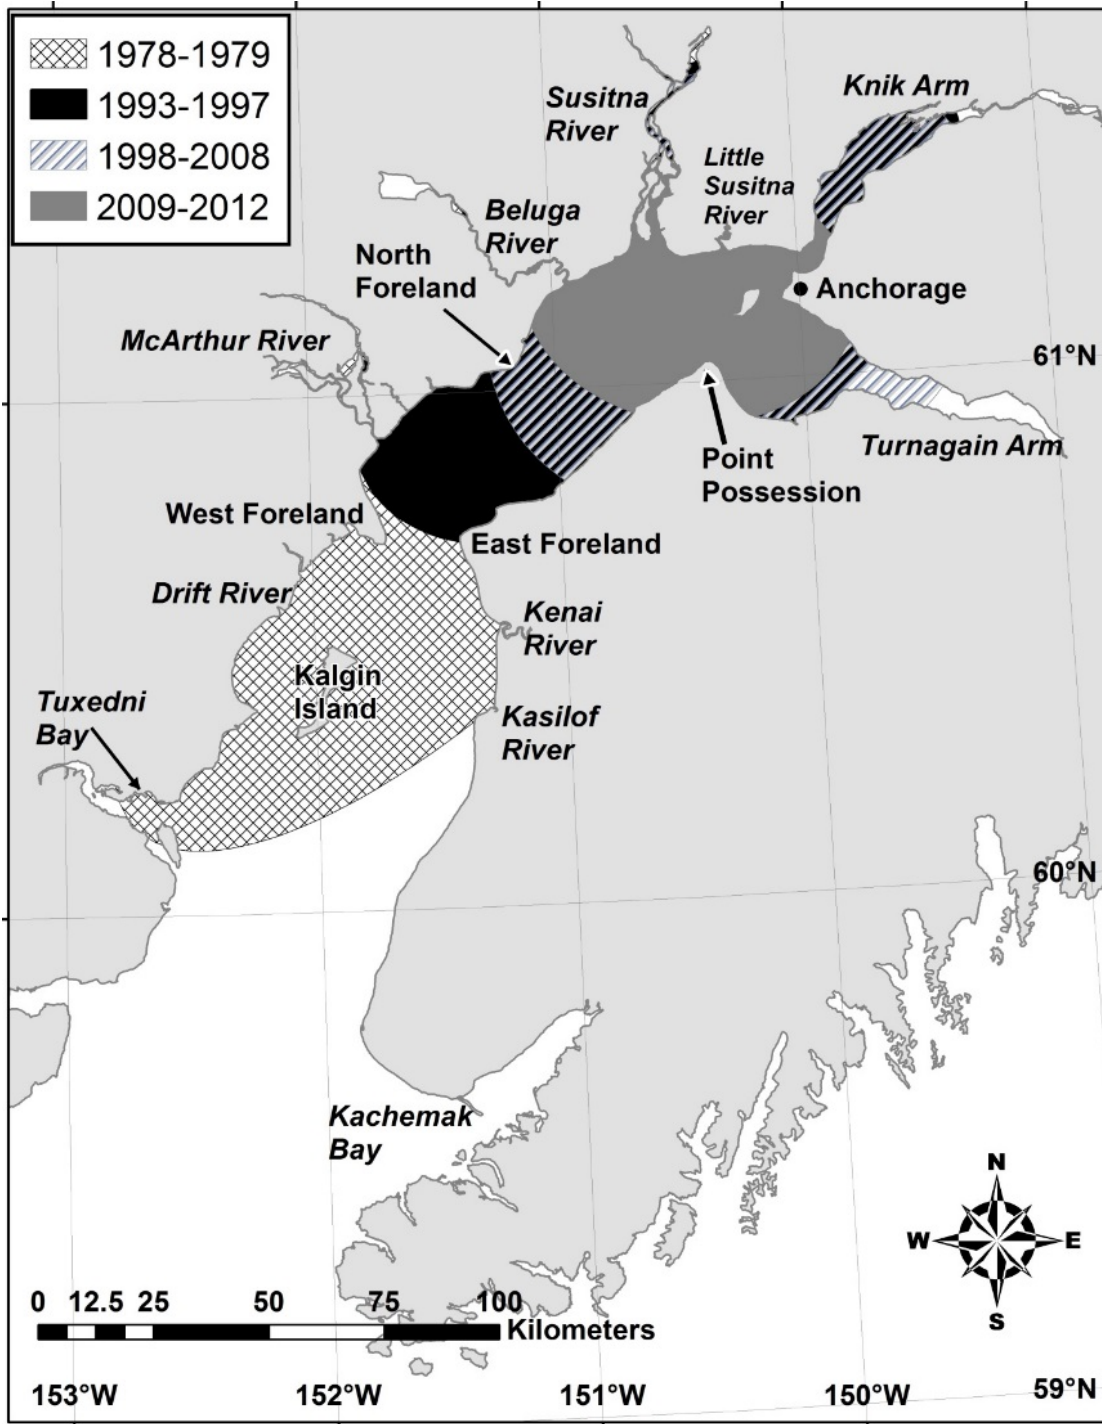 1978-1979
1993-1997
1998-2008
2009-2012
Susitna
River
Knik Arm
Little
Susitna
River
Beluga
River
North
Foreland
Anchorage
McArthur River
61°N
Turnagain Arm
Point
Possession
West Foreland
East Foreland
Drift River
Kenai
River
Kalgin
Island
Tuxedni
Bay
Kasilof
River
60°N
Kachemak
Bay
N
W
E
S
0 12.5 25 50 75 100
Kilometers
153°W 152°W 151°W 150°W
59°N